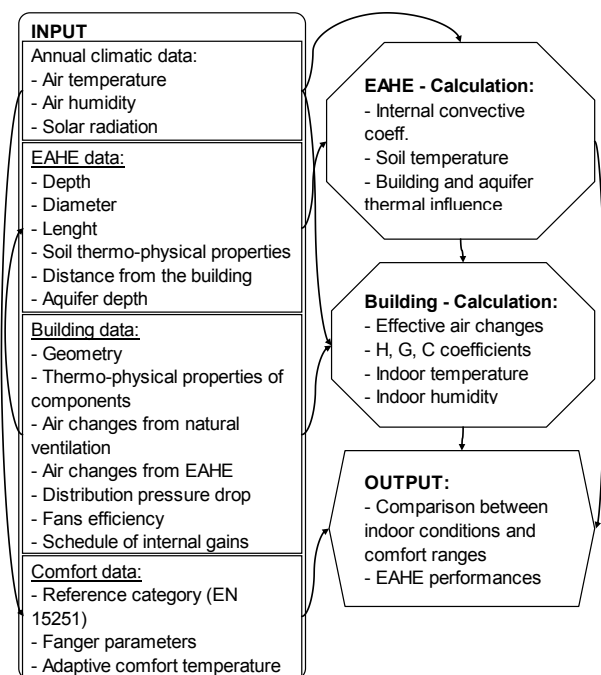 INPUT
Annual climatic data:
- Air temperature
- Air humidity
- Solar radiation
EAHE data:
- Depth
- Diameter
- Lenght
- Soil thermo-physical properties
- Distance from the building
- Aquifer depth
Building data:
- Geometry
- Thermo-physical properties of
components
- Air changes from natural
ventilation
- Air changes from EAHE
- Distribution pressure drop
- Fans efficiency
- Schedule of internal gains
Comfort data:
- Reference category (EN
15251)
- Fanger parameters
- Adaptive comfort temperature
EAHE - Calculation:
- Internal convective
coeff.
- Soil temperature
- Building and aquifer
thermal influence
Building - Calculation:
- Effective air changes
- H, G, C coefficients
- Indoor temperature
- Indoor humidity
OUTPUT:
- Comparison between
indoor conditions and
comfort ranges
- EAHE performances